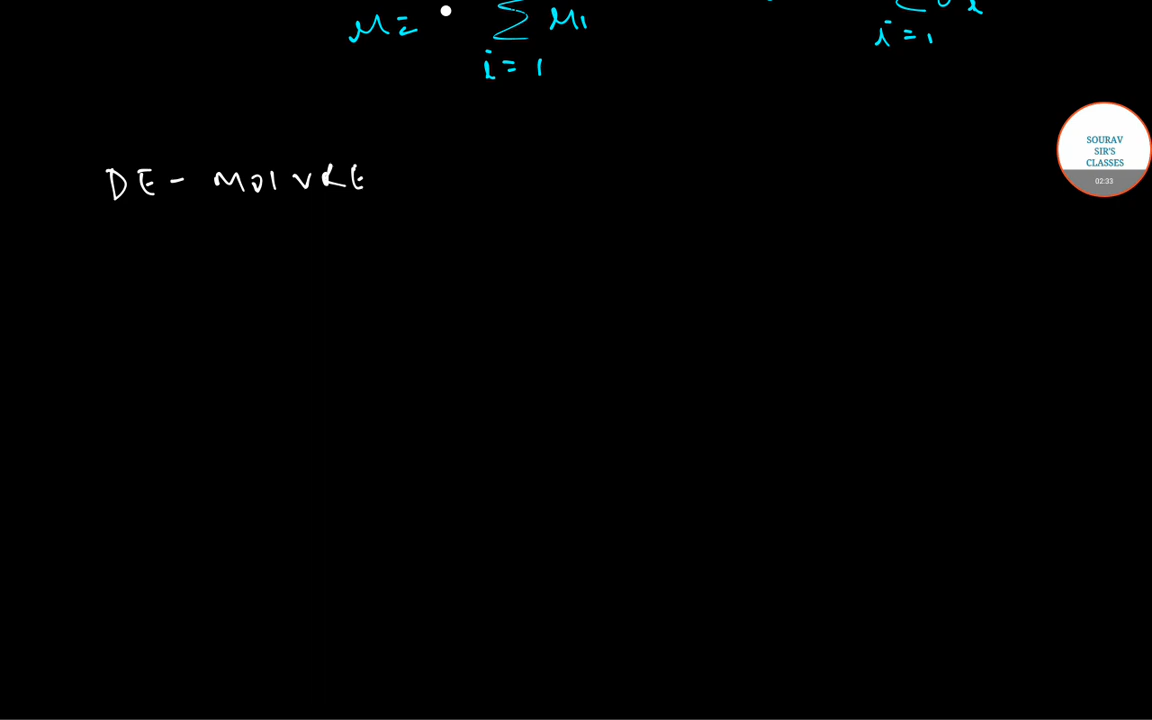 μ = Σ μi
i = 1
i = 1
DE - MOIVRE
SOURAV
SIR'S
CLASSES
02:33